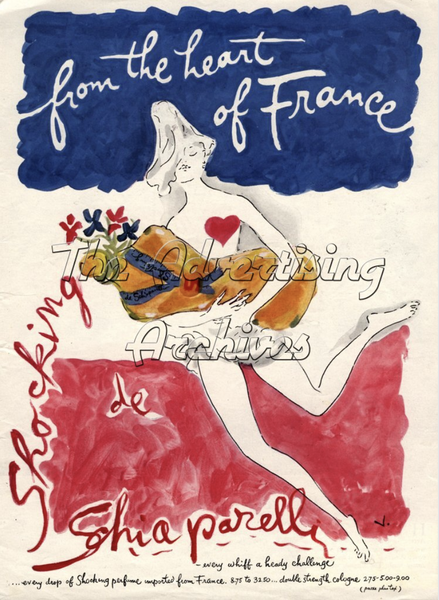 from the heart
of France
The Advertising
Archives
Shocking
de
Schiaparelli
V.
- every whiff a heady challenge
....every drop of Shocking perfume imported from France. 8.75 to 32.50... double strength cologne 2.75-5.00-9.00
(prices plus tax)